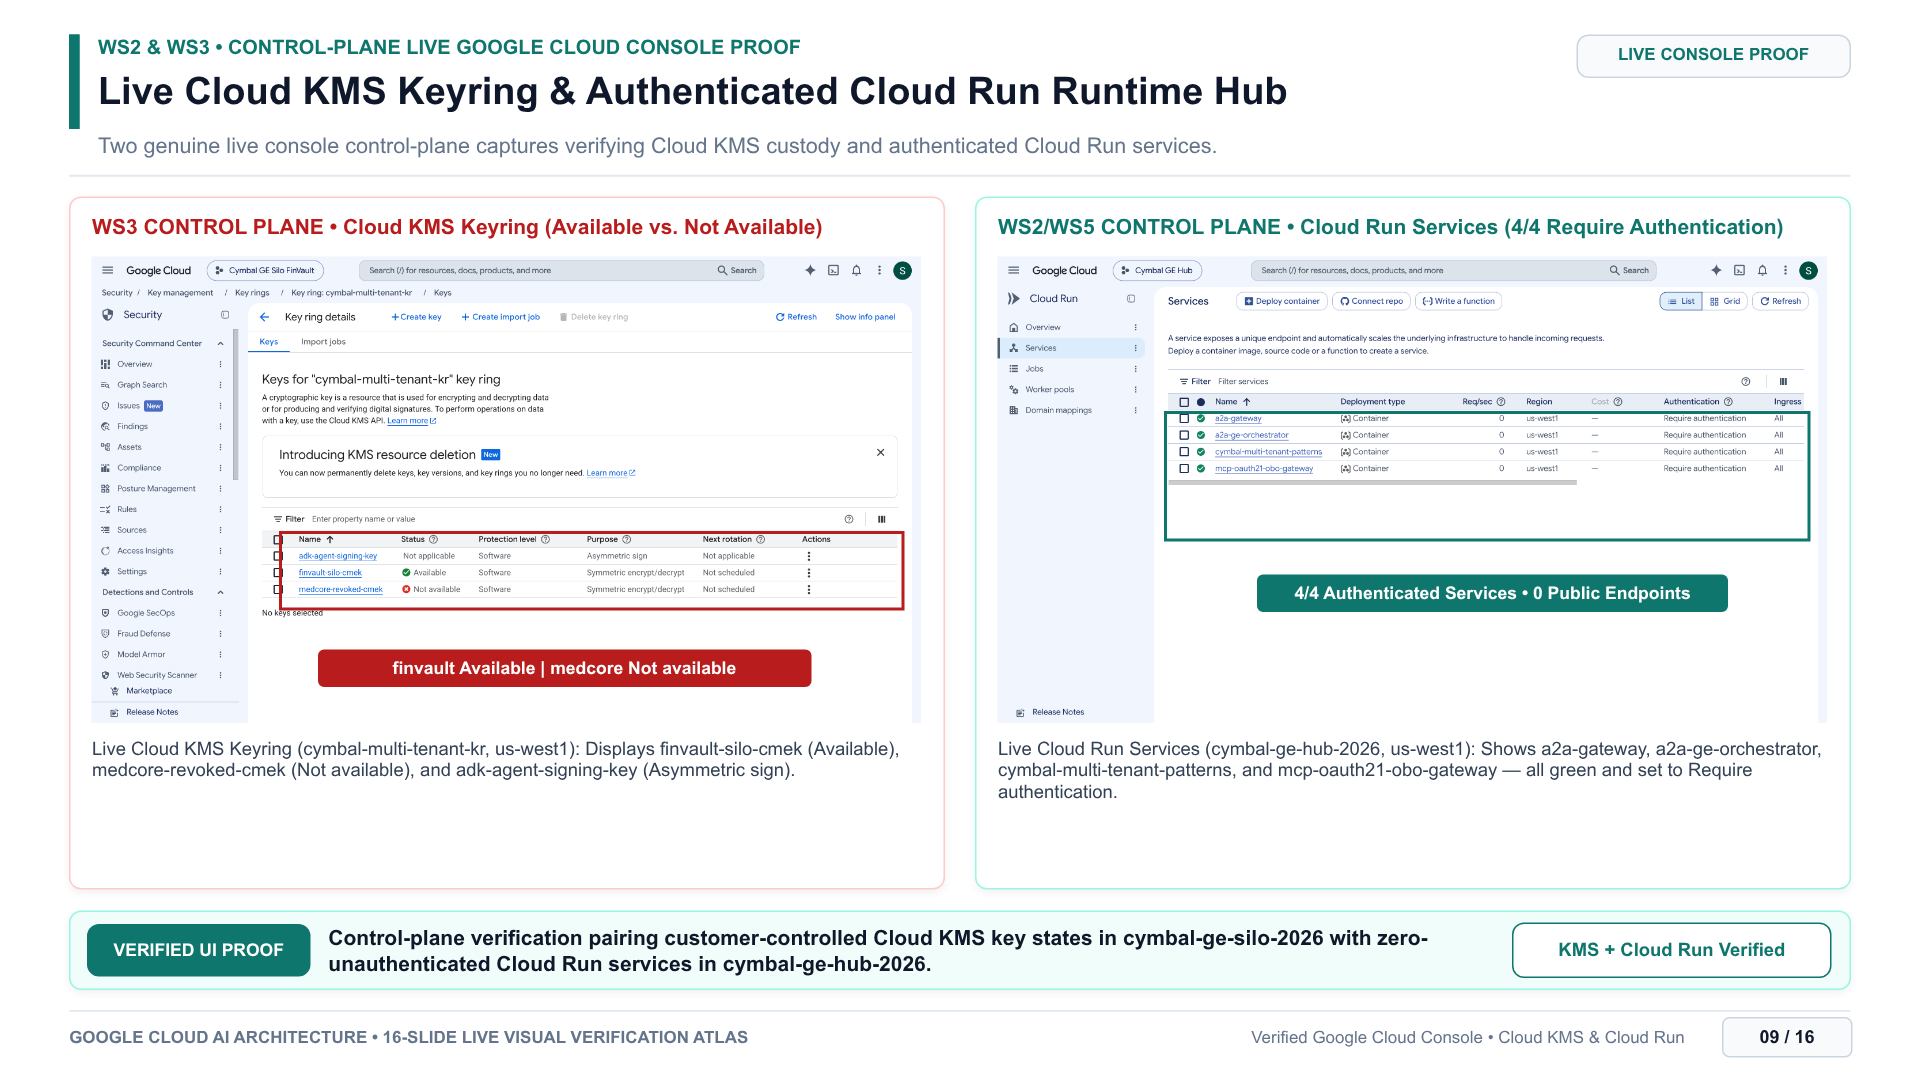 WS2 & WS3 • CONTROL-PLANE LIVE GOOGLE CLOUD CONSOLE PROOF
LIVE CONSOLE PROOF
Live Cloud KMS Keyring & Authenticated Cloud Run Runtime Hub
Two genuine live console control-plane captures verifying Cloud KMS custody and authenticated Cloud Run services.
WS3 CONTROL PLANE • Cloud KMS Keyring (Available vs. Not Available)
Google Cloud Cymbal GE Silo FinVault Search (/) for resources, docs, products, and more Search S
Security / Key management / Key rings / Key ring: cymbal-multi-tenant-kr / Keys
Security
Security Command Center
Overview
Graph Search
Issues New
Findings
Assets
Compliance
Posture Management
Rules
Sources
Access Insights
Settings
Detections and Controls
Google SecOps
Fraud Defense
Model Armor
Web Security Scanner
Marketplace
Release Notes
Key ring details + Create key + Create import job Delete key ring Refresh Show info panel
Keys Import jobs
Keys for "cymbal-multi-tenant-kr" key ring
A cryptographic key is a resource that is used for encrypting and decrypting data
or for producing and verifying digital signatures. To perform operations on data
with a key, use the Cloud KMS API. Learn more
Introducing KMS resource deletion New
You can now permanently delete keys, key versions, and key rings you no longer need. Learn more
Filter Enter property name or value
Name Status Protection level Purpose Next rotation Actions
adk-agent-signing-key Not applicable Software Asymmetric sign Not applicable
finvault-silo-cmek Available Software Symmetric encrypt/decrypt Not scheduled
medcore-revoked-cmek Not available Software Symmetric encrypt/decrypt Not scheduled
No keys selected
finvault Available | medcore Not available
Live Cloud KMS Keyring (cymbal-multi-tenant-kr, us-west1): Displays finvault-silo-cmek (Available),
medcore-revoked-cmek (Not available), and adk-agent-signing-key (Asymmetric sign).
WS2/WS5 CONTROL PLANE • Cloud Run Services (4/4 Require Authentication)
Google Cloud Cymbal GE Hub Search (/) for resources, docs, products, and more Search S
Cloud Run
Overview
Services
Jobs
Worker pools
Domain mappings
Release Notes
Services Deploy container Connect repo Write a function List Grid Refresh
A service exposes a unique endpoint and automatically scales the underlying infrastructure to handle incoming requests.
Deploy a container image, source code or a function to create a service.
Filter Filter services
Name Deployment type Req/sec Region Cost Authentication Ingress
a2a-gateway Container 0 us-west1 — Require authentication All
a2a-ge-orchestrator Container 0 us-west1 — Require authentication All
cymbal-multi-tenant-patterns Container 0 us-west1 — Require authentication All
mcp-oauth21-obo-gateway Container 0 us-west1 — Require authentication All
4/4 Authenticated Services • 0 Public Endpoints
Live Cloud Run Services (cymbal-ge-hub-2026, us-west1): Shows a2a-gateway, a2a-ge-orchestrator,
cymbal-multi-tenant-patterns, and mcp-oauth21-obo-gateway — all green and set to Require
authentication.
VERIFIED UI PROOF
Control-plane verification pairing customer-controlled Cloud KMS key states in cymbal-ge-silo-2026 with zero-
unauthenticated Cloud Run services in cymbal-ge-hub-2026.
KMS + Cloud Run Verified
GOOGLE CLOUD AI ARCHITECTURE • 16-SLIDE LIVE VISUAL VERIFICATION ATLAS
Verified Google Cloud Console • Cloud KMS & Cloud Run
09 / 16